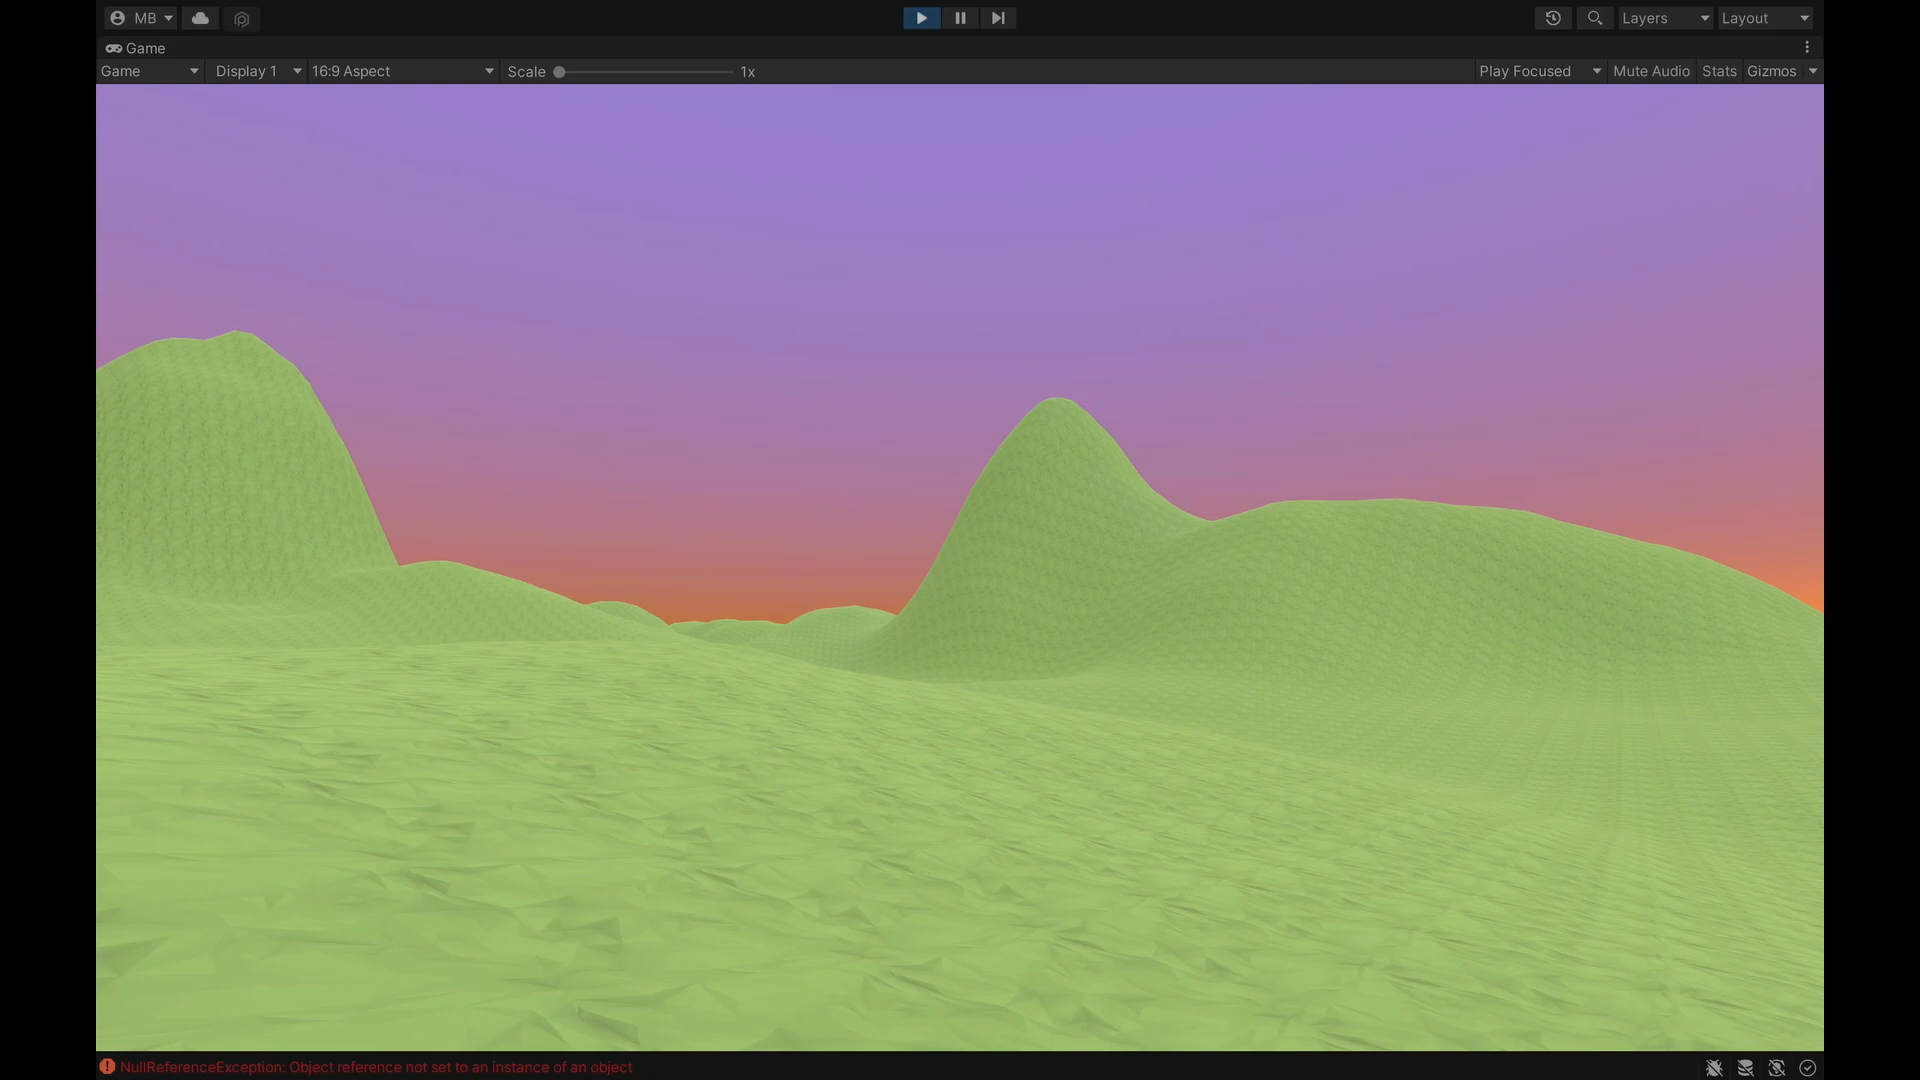 MB
Layers
Layout
Game
Game
Display 1
16:9 Aspect
Scale
1x
Play Focused
Mute Audio
Stats
Gizmos
NullReferenceException: Object reference not set to an instance of an object